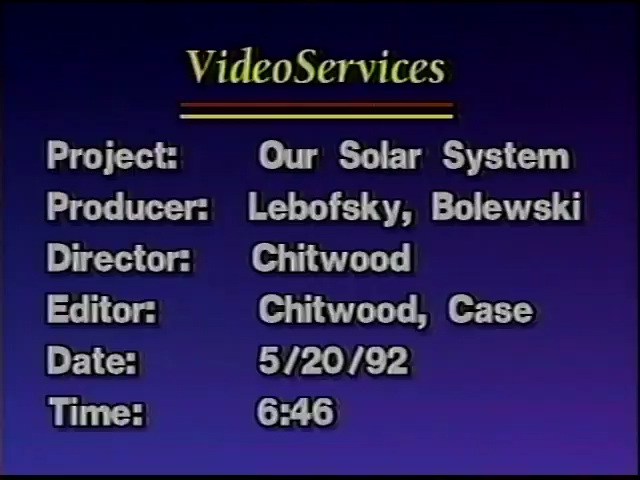 VideoServices
Project: Our Solar System
Producer: Lebofsky, Bolewski
Director: Chitwood
Editor: Chitwood, Case
Date: 5/20/92
Time: 6:46